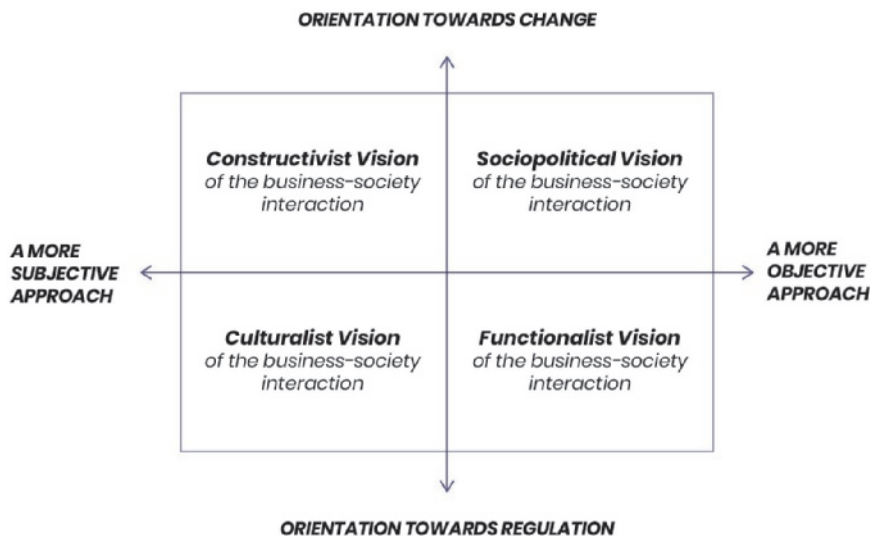 ORIENTATION TOWARDS CHANGE
Constructivist Vision
of the business-society
interaction
Sociopolitical Vision
of the business-society
interaction
A MORE
SUBJECTIVE
APPROACH
A MORE
OBJECTIVE
APPROACH
Culturalist Vision
of the business-society
interaction
Functionalist Vision
of the business-society
interaction
ORIENTATION TOWARDS REGULATION